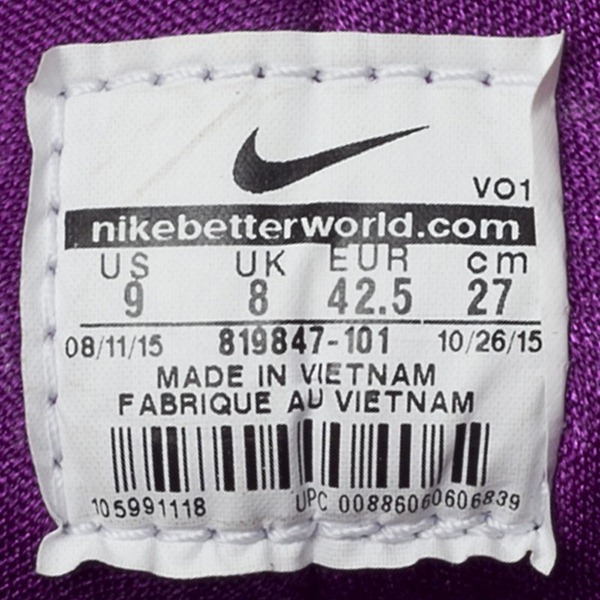 VO1
nikebetterworld.com
US UK EUR cm
9 8 42.5 27
08/11/15 819847-101 10/26/15
MADE IN VIETNAM
FABRIQUE AU VIETNAM
105991118 UPC 00886060606839